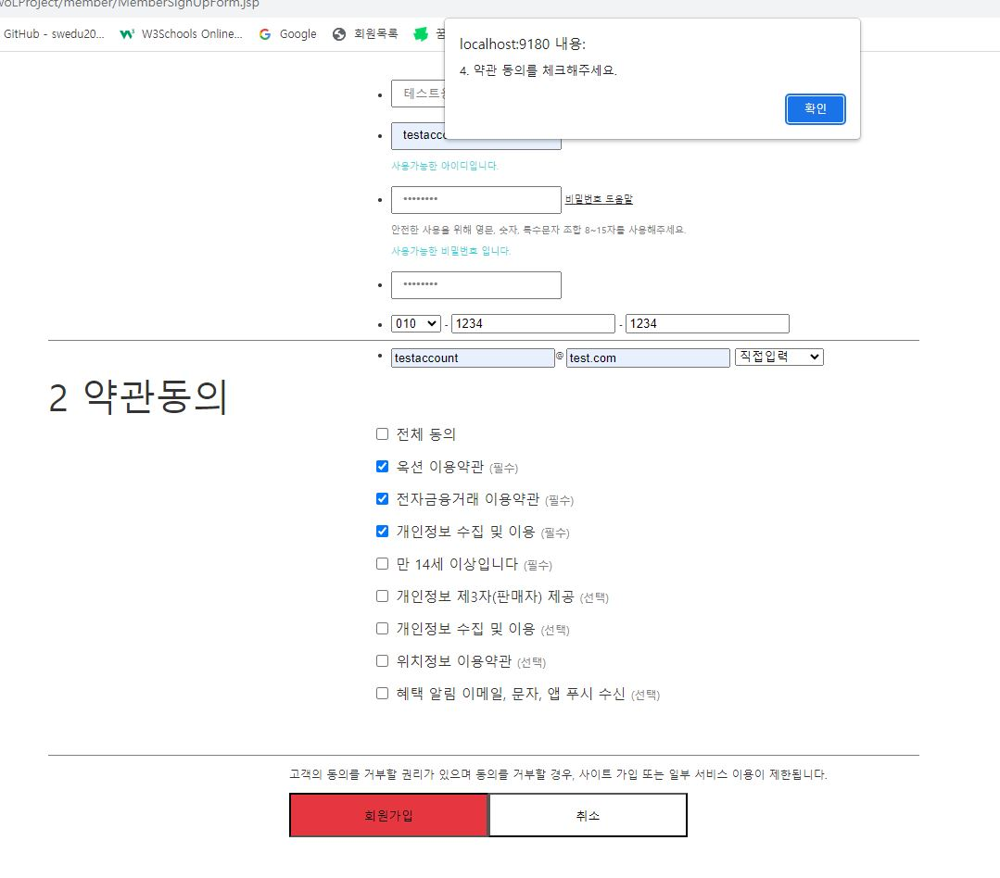 woLProject/member/MemberSignUpForm.jsp
GitHub - swedu20... W3Schools Online... Google 회원목록
localhost:9180 내용:
4. 약관 동의를 체크해주세요.
확인
테스트
testacco
사용가능한 아이디입니다.
•••••••• 비밀번호 도움말
안전한 사용을 위해 영문, 숫자, 특수문자 조합 8~15자를 사용해주세요.
사용가능한 비밀번호 입니다.
••••••••
010 - 1234 - 1234
testaccount @ test.com 직접입력
2 약관동의
전체 동의
옥션 이용약관 (필수)
전자금융거래 이용약관 (필수)
개인정보 수집 및 이용 (필수)
만 14세 이상입니다 (필수)
개인정보 제3자(판매자) 제공 (선택)
개인정보 수집 및 이용 (선택)
위치정보 이용약관 (선택)
혜택 알림 이메일, 문자, 앱 푸시 수신 (선택)
고객의 동의를 거부할 권리가 있으며 동의를 거부할 경우, 사이트 가입 또는 일부 서비스 이용이 제한됩니다.
회원가입 취소